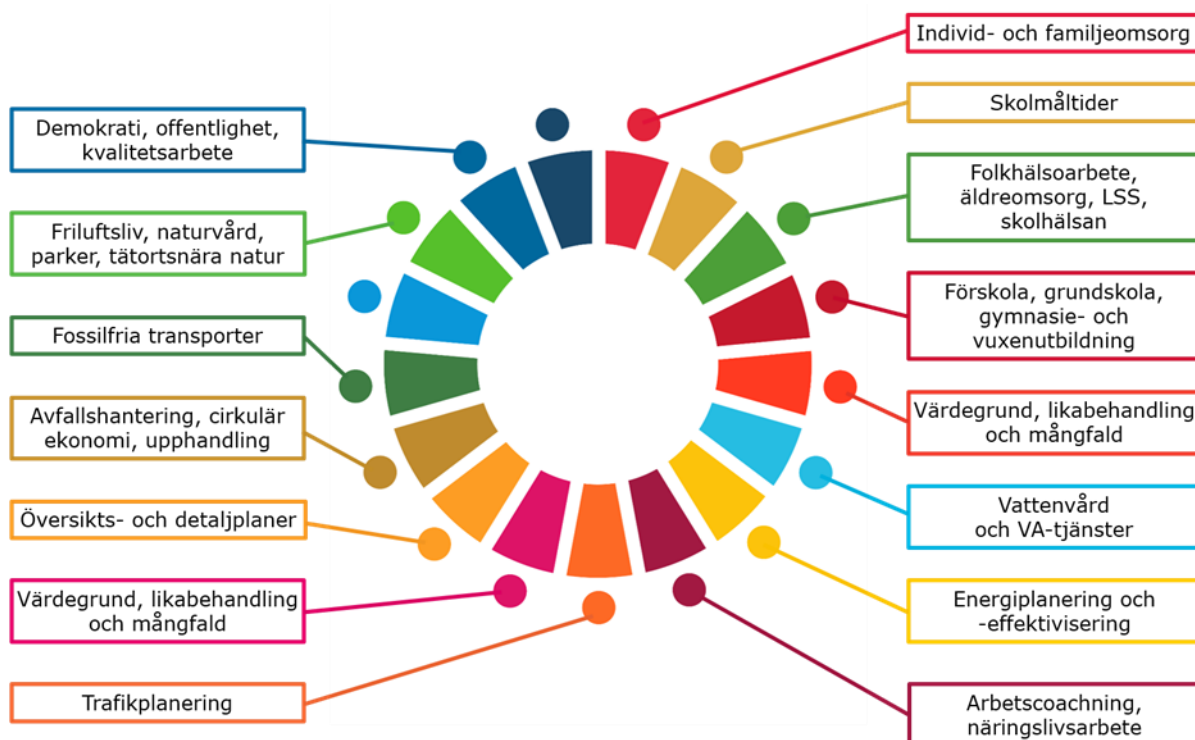 Individ- och familjeomsorg
Skolmåltider
Folkhälsoarbete,
äldreomsorg, LSS,
skolhälsan
Förskola, grundskola,
gymnasie- och
vuxenutbildning
Värdegrund, likabehandling
och mångfald
Vattenvård
och VA-tjänster
Energiplanering och
-effektivisering
Arbetscoachning,
näringslivsarbete
Demokrati, offentlighet,
kvalitetsarbete
Friluftsliv, naturvård,
parker, tätortsnära natur
Fossilfria transporter
Avfallshantering, cirkulär
ekonomi, upphandling
Översikts- och detaljplaner
Värdegrund, likabehandling
och mångfald
Trafikplanering